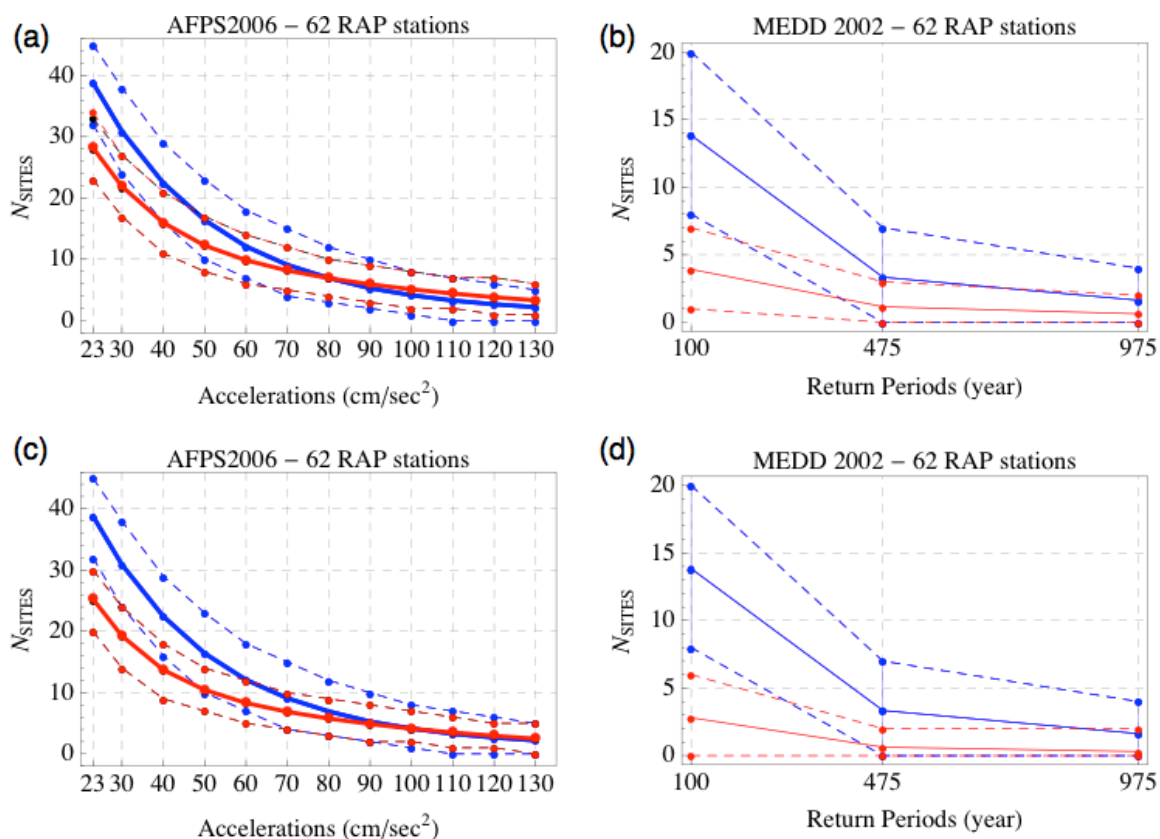 (a)
AFPS2006 – 62 RAP stations
N_SITES
40
30
20
10
0
23 30 40 50 60 70 80 90 100 110 120 130
Accelerations (cm/sec²)
(b)
MEDD 2002 – 62 RAP stations
N_SITES
20
15
10
5
0
100 475 975
Return Periods (year)
(c)
AFPS2006 – 62 RAP stations
N_SITES
40
30
20
10
0
23 30 40 50 60 70 80 90 100 110 120 130
Accelerations (cm/sec²)
(d)
MEDD 2002 – 62 RAP stations
N_SITES
20
15
10
5
0
100 475 975
Return Periods (year)